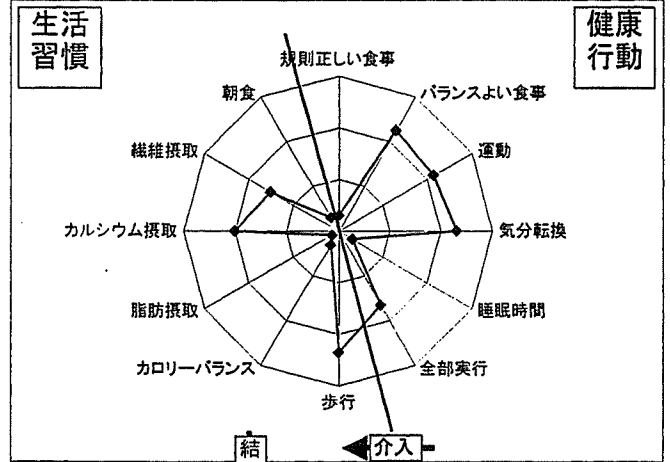 生活
習慣
健康
行動
規則正しい食事
朝食
バランスよい食事
繊維摂取
運動
カルシウム摂取
気分転換
脂肪摂取
睡眠時間
カロリーバランス
全部実行
歩行
結
介入